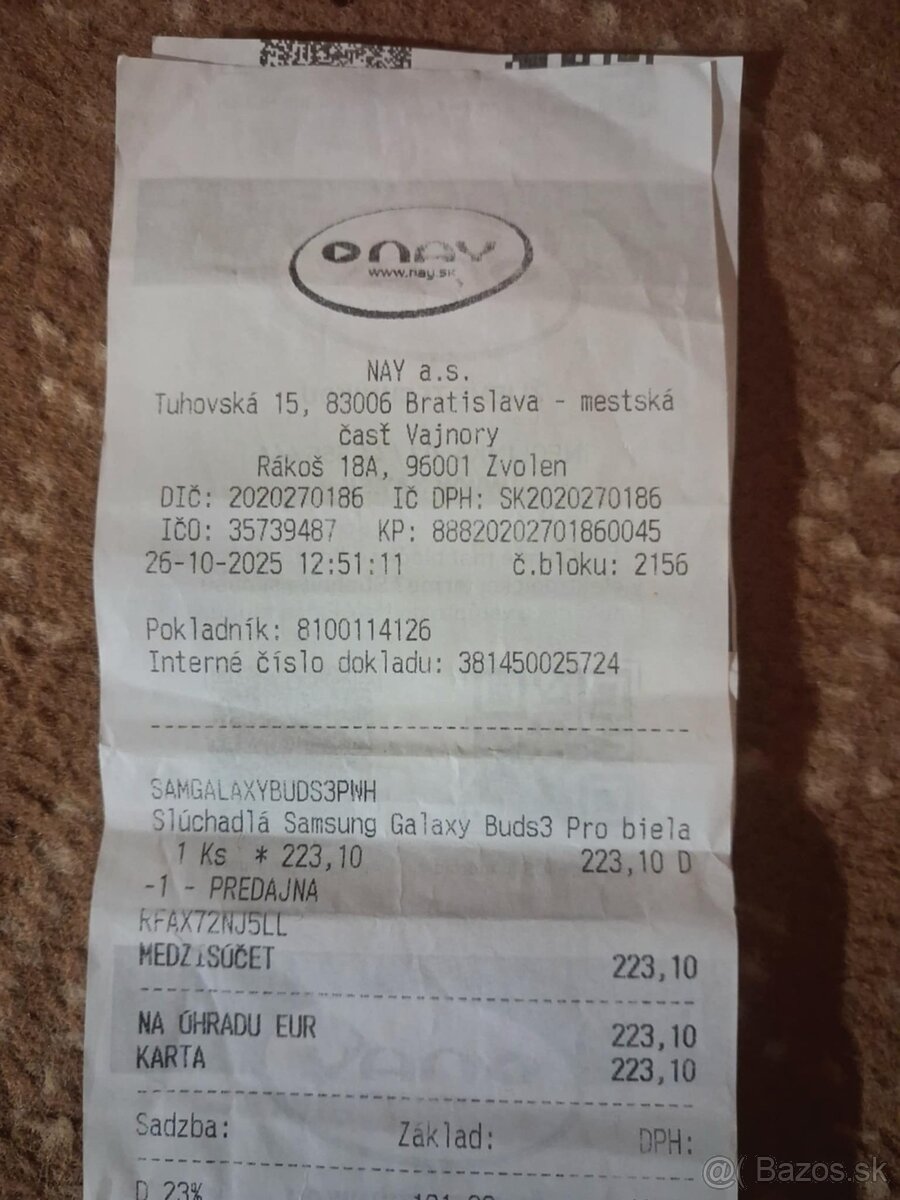 NAY
www.nay.sk
NAY a.s.
Tuhovská 15, 83006 Bratislava - mestská
časť Vajnory
Rákoš 18A, 96001 Zvolen
DIČ: 2020270186 IČ DPH: SK2020270186
IČO: 35739487 KP: 88820202701860045
26-10-2025 12:51:11 č.bloku: 2156
Pokladník: 8100114126
Interné číslo dokladu: 381450025724
SAMGALAXYBUDS3PWH
Slúchadlá Samsung Galaxy Buds3 Pro biela
1 Ks * 223,10 223,10 D
-1 - PREDAJNA
RFAX72NJ5LL
MEDZISÚČET 223,10
NA ÚHRADU EUR 223,10
KARTA 223,10
Sadzba: Základ: DPH:
D 23%
@( Bazos.sk